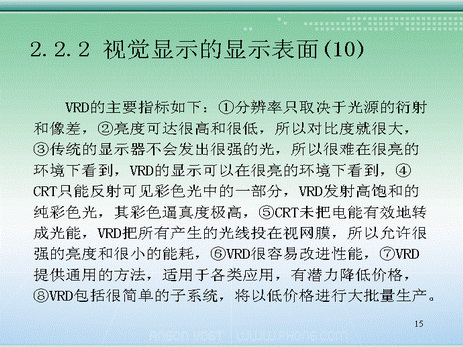 2.2.2 视觉显示的显示表面(10)
VRD的主要指标如下：①分辨率只取决于光源的衍射
和像差，②亮度可达很高和很低，所以对比度就很大，
③传统的显示器不会发出很强的光，所以很难在很亮的
环境下看到，VRD的显示可以在很亮的环境下看到，④
CRT只能反射可见彩色光中的一部分，VRD发射高饱和的
纯彩色光，其彩色逼真度极高，⑤CRT未把电能有效地转
成光能，VRD把所有产生的光线投在视网膜，所以允许很
强的亮度和很小的能耗，⑥VRD很容易改进性能，⑦VRD
提供通用的方法，适用于各类应用，有潜力降低价格，
⑧VRD包括很简单的子系统，将以低价格进行大批量生产。
15